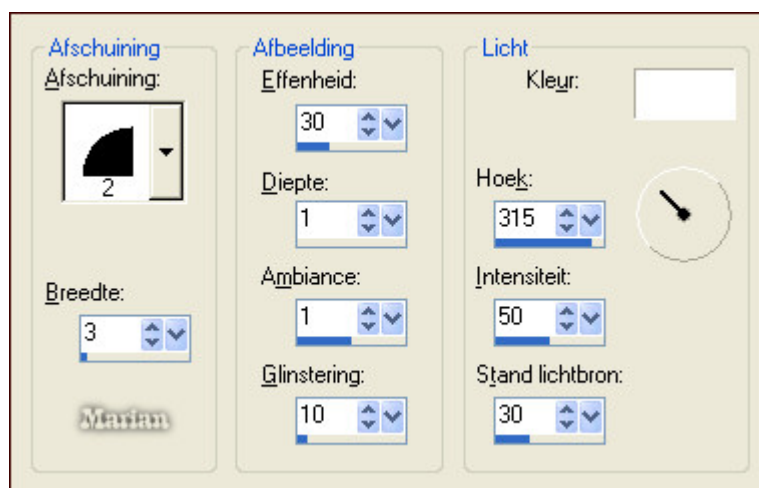 Afschuining
Afschuining:
2
Breedte:
3
Marian
Afbeelding
Effenheid:
30
Diepte:
1
Ambiance:
1
Glinstering:
10
Licht
Kleur:
Hoek:
315
Intensiteit:
50
Stand lichtbron:
30